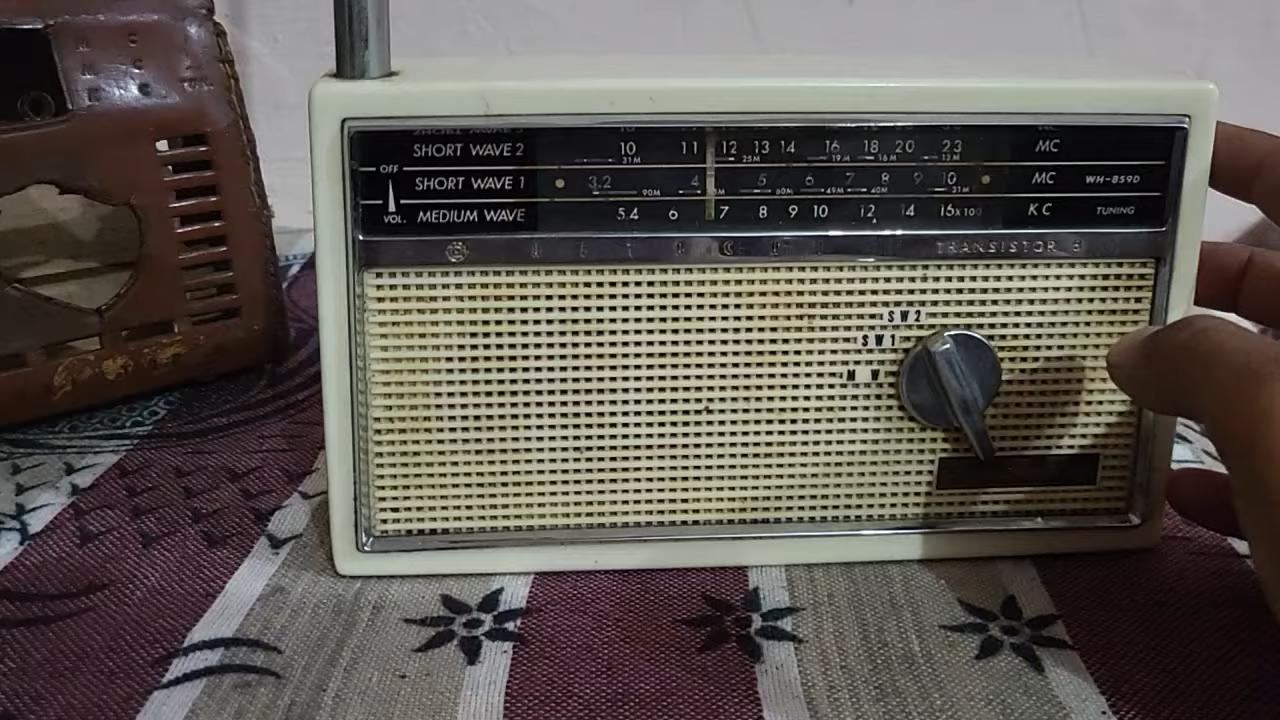 SHORT WAVE 2 10 11 12 13 14 16 18 20 23 MC
31M 25M 19M 16M 13M
OFF
SHORT WAVE 1 3.2 4 5 6 7 8 9 10 MC WH-859D
90M 60M 49M 40M 31M
VOL. MEDIUM WAVE 5.4 6 7 8 9 10 12 14 15x100 KC TUNING
TRANSISTOR 8
SW2
SW1
MW